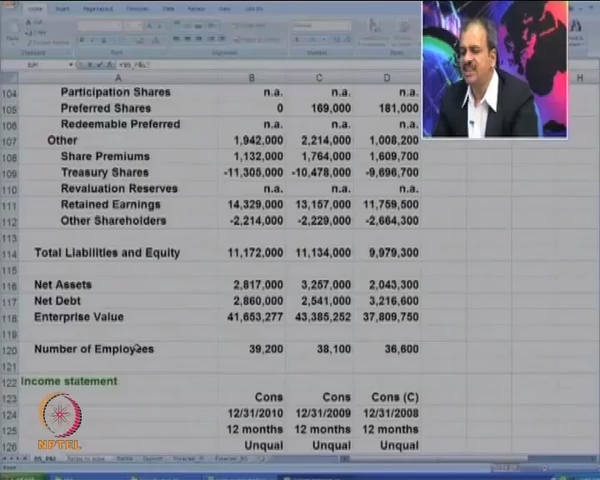 A B C D H
104 Participation Shares n.a. n.a. n.a.
105 Preferred Shares 0 169,000 181,000
106 Redeemable Preferred n.a. n.a. n.a.
107 Other 1,942,000 2,214,000 1,008,200
108 Share Premiums 1,132,000 1,764,000 1,609,700
109 Treasury Shares -11,305,000 -10,478,000 -9,696,700
110 Revaluation Reserves n.a. n.a. n.a.
111 Retained Earnings 14,329,000 13,157,000 11,759,500
112 Other Shareholders -2,214,000 -2,229,000 -2,664,300
113
114 Total Liabilities and Equity 11,172,000 11,134,000 9,979,300
115
116 Net Assets 2,817,000 3,257,000 2,043,300
117 Net Debt 2,860,000 2,541,000 3,216,600
118 Enterprise Value 41,653,277 43,385,252 37,809,750
119
120 Number of Employees 39,200 38,100 36,600
121
122 Income statement
123 Cons Cons Cons (C)
124 12/31/2010 12/31/2009 12/31/2008
125 12 months 12 months 12 months
126 Unqual Unqual Unqual
NPTEL